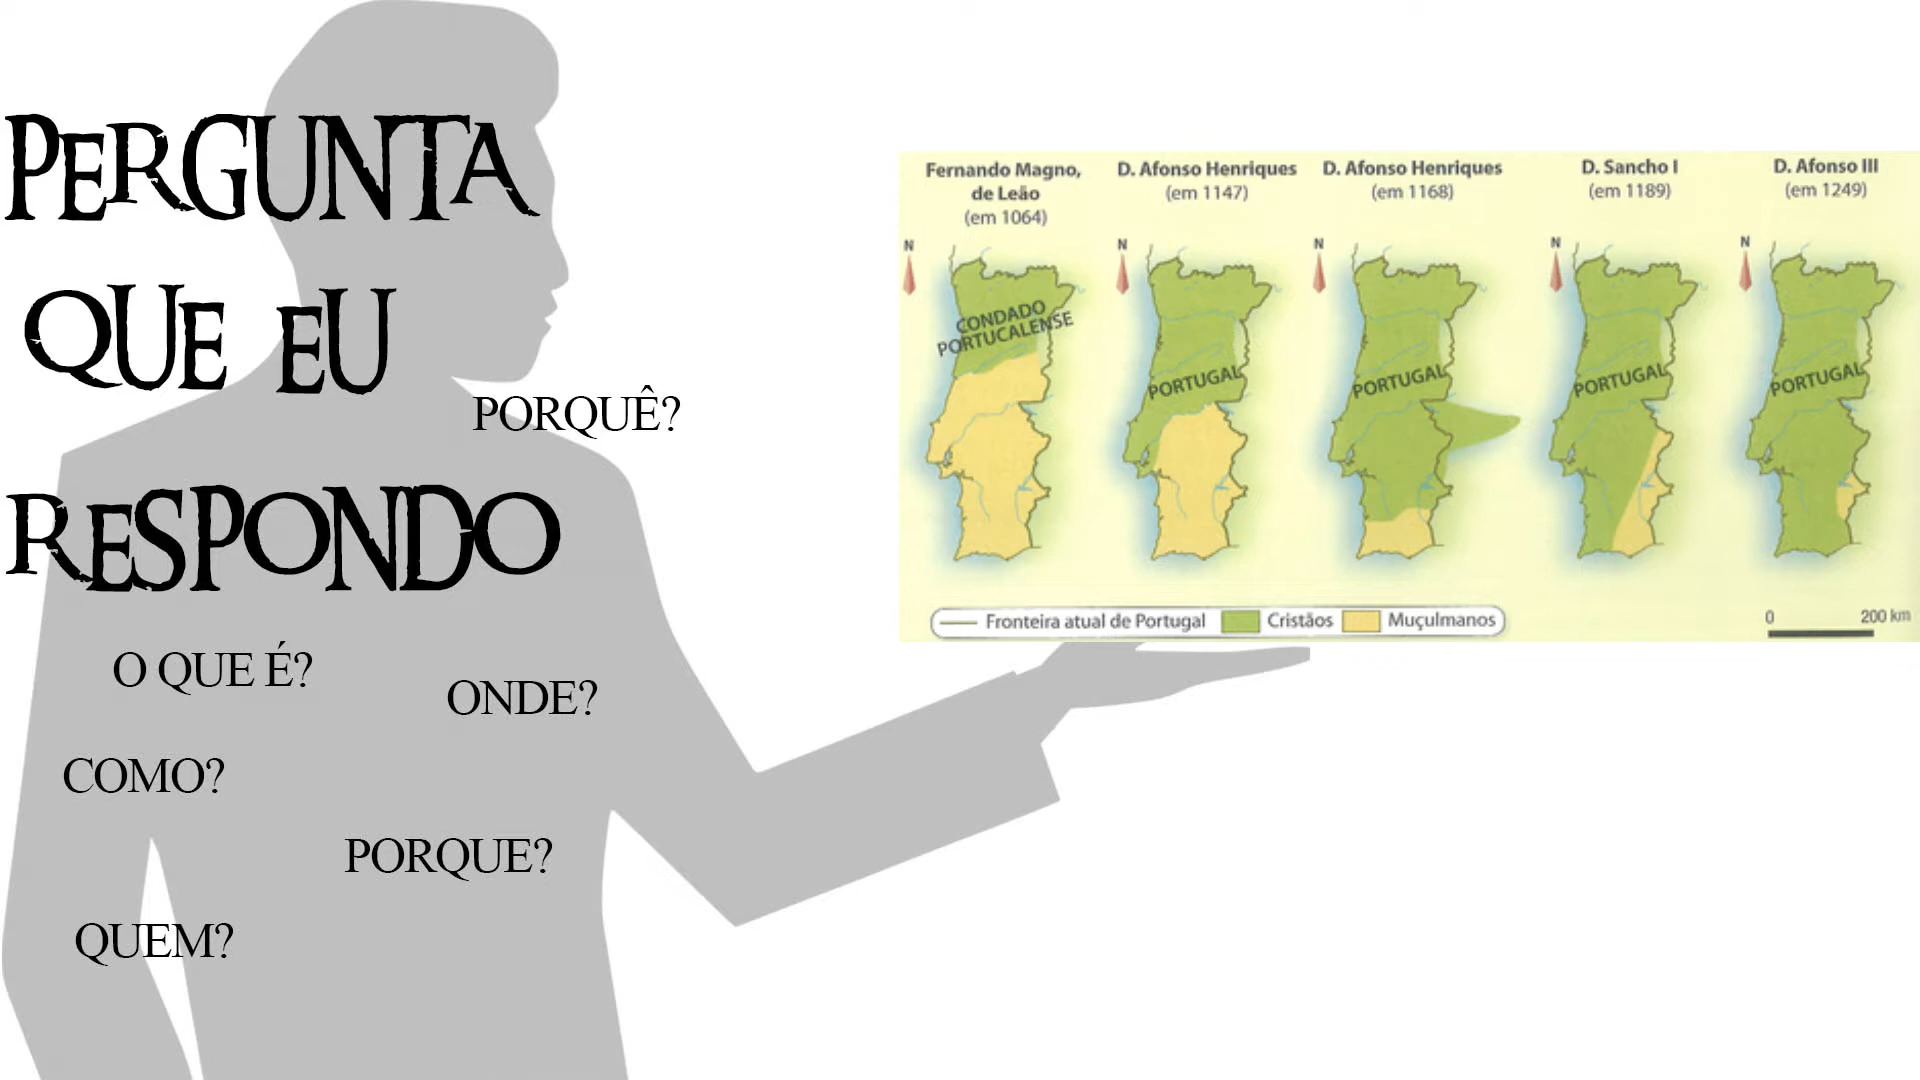 PERGUNTA
QUE EU
RESPONDO
PORQUÊ?
O QUE É?
ONDE?
COMO?
PORQUE?
QUEM?
Fernando Magno,
de Leão
(em 1064)
D. Afonso Henriques
(em 1147)
D. Afonso Henriques
(em 1168)
D. Sancho I
(em 1189)
D. Afonso III
(em 1249)
N
N
N
N
N
CONDADO
PORTUCALENSE
PORTUGAL
PORTUGAL
PORTUGAL
PORTUGAL
Fronteira atual de Portugal
Cristãos
Muçulmanos
0 200 km